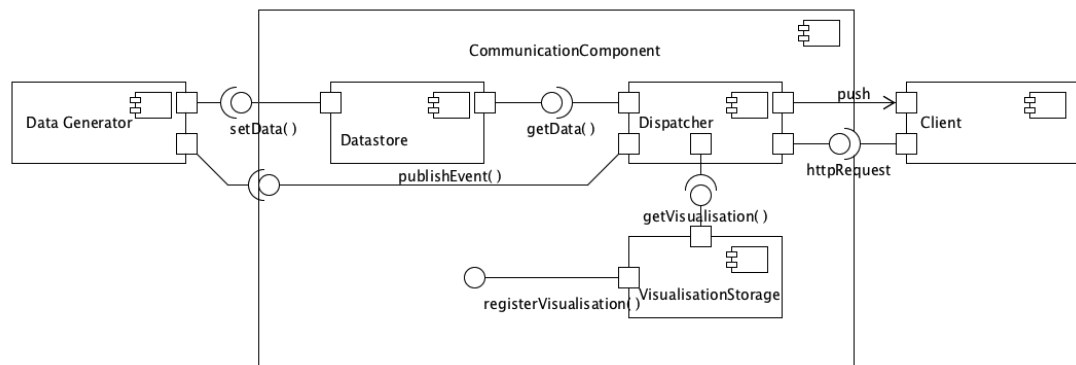 CommunicationComponent
Data Generator
setData( )
Datastore
getData( )
Dispatcher
push
Client
publishEvent( )
httpRequest
getVisualisation( )
registerVisualisation( )
VisualisationStorage